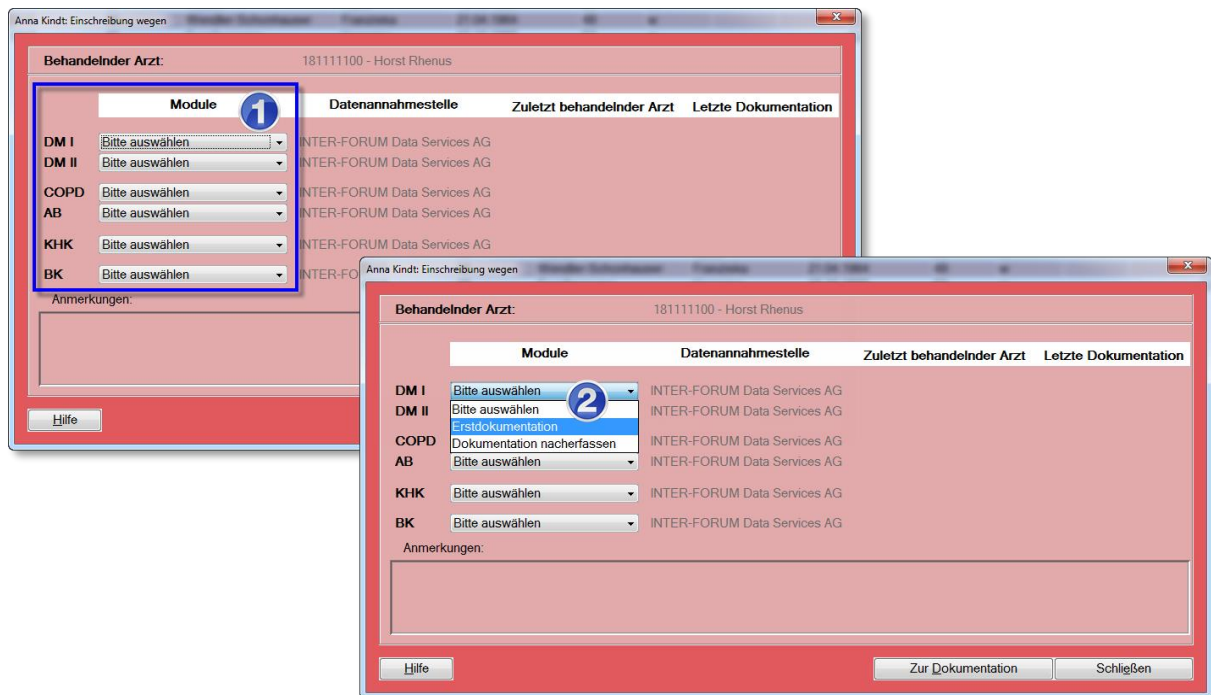 Anna Kindt: Einschreibung wegen
Behandelnder Arzt: 181111100 - Horst Rhenus
Module Datenannahmestelle Zuletzt behandelnder Arzt Letzte Dokumentation
1
DM I Bitte auswählen INTER-FORUM Data Services AG
DM II Bitte auswählen INTER-FORUM Data Services AG
COPD Bitte auswählen INTER-FORUM Data Services AG
AB Bitte auswählen INTER-FORUM Data Services AG
KHK Bitte auswählen INTER-FORUM Data Services AG
BK Bitte auswählen INTER-FO
Anmerkungen:
Hilfe
Anna Kindt: Einschreibung wegen
Behandelnder Arzt: 181111100 - Horst Rhenus
Module Datenannahmestelle Zuletzt behandelnder Arzt Letzte Dokumentation
DM I Bitte auswählen INTER-FORUM Data Services AG
2
DM II Bitte auswählen INTER-FORUM Data Services AG
Erstdokumentation
COPD Dokumentation nacherfassen INTER-FORUM Data Services AG
AB Bitte auswählen INTER-FORUM Data Services AG
KHK Bitte auswählen INTER-FORUM Data Services AG
BK Bitte auswählen INTER-FORUM Data Services AG
Anmerkungen:
Hilfe Zur Dokumentation Schließen